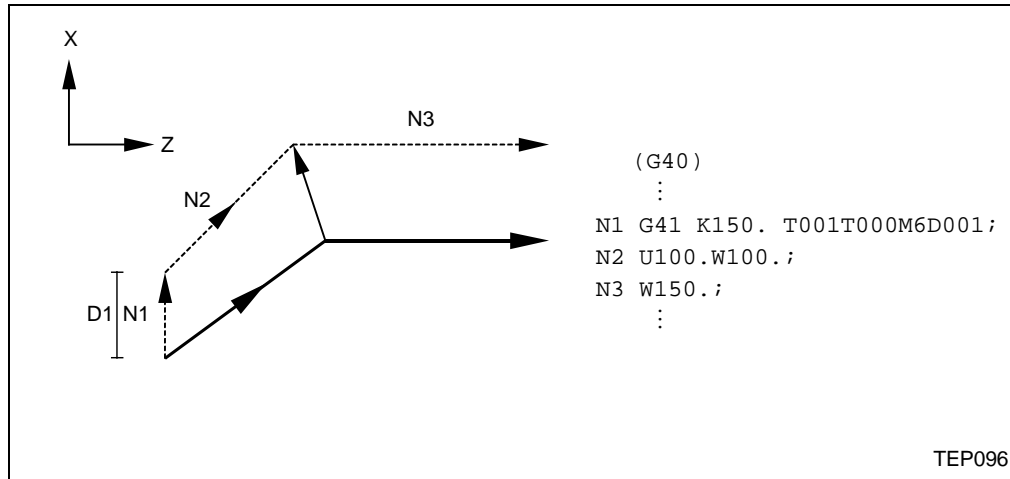 X
Z
N3
N2
D1 N1
(G40)
⋮
N1 G41 K150. T001T000M6D001;
N2 U100.W100.;
N3 W150.;
⋮
TEP096